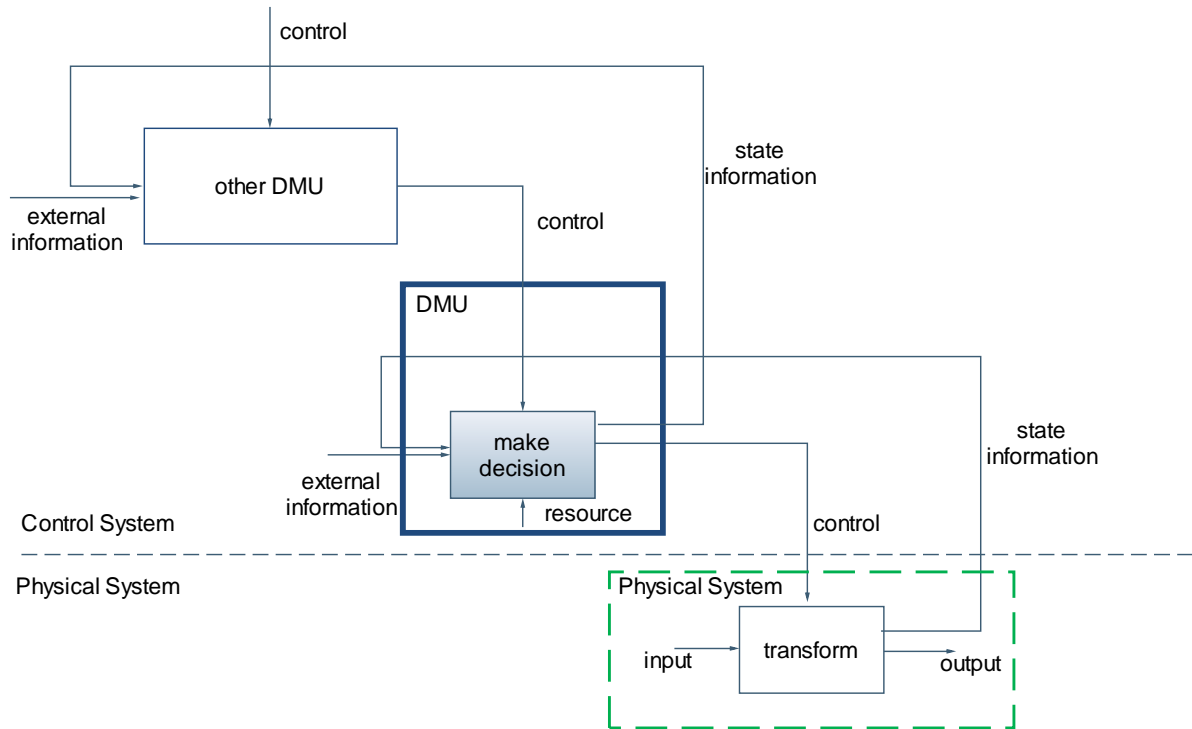 control
other DMU
state
information
external
information
control
DMU
make
decision
state
information
external
information
resource
Control System
control
Physical System
Physical System
transform
input
output